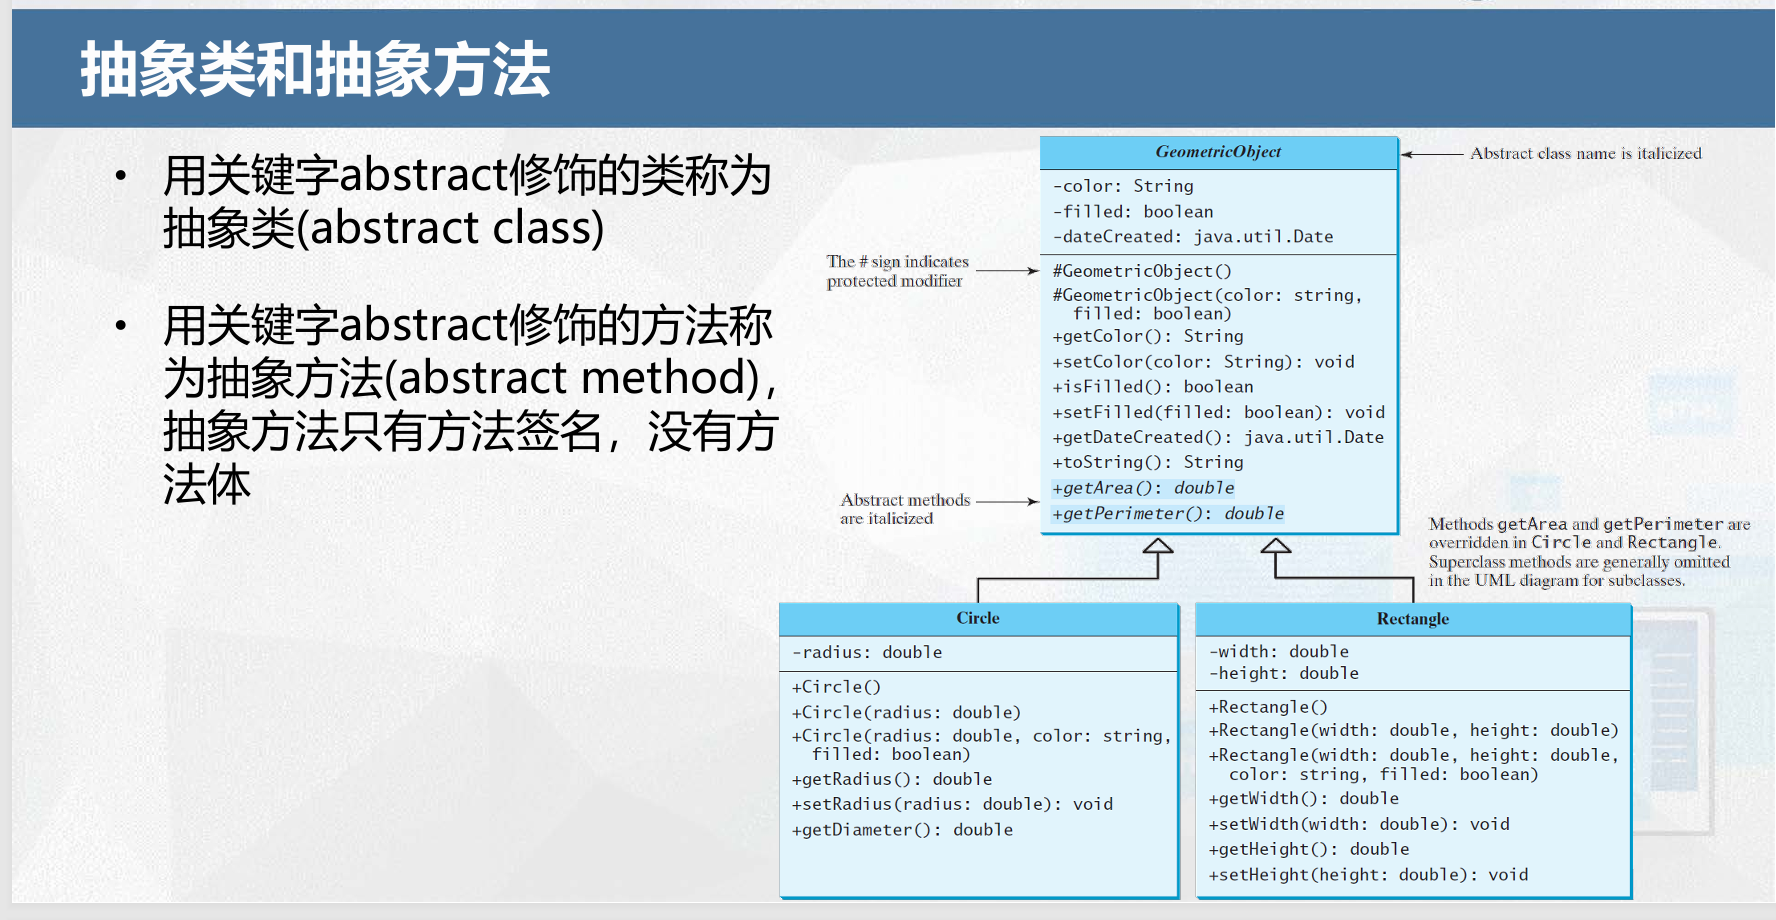 抽象类和抽象方法
• 用关键字abstract修饰的类称为
抽象类(abstract class)
• 用关键字abstract修饰的方法称
为抽象方法(abstract method)，
抽象方法只有方法签名，没有方
法体
GeometricObject
Abstract class name is italicized
-color: String
-filled: boolean
-dateCreated: java.util.Date
The # sign indicates
protected modifier
#GeometricObject()
#GeometricObject(color: string,
filled: boolean)
+getColor(): String
+setColor(color: String): void
+isFilled(): boolean
+setFilled(filled: boolean): void
+getDateCreated(): java.util.Date
+toString(): String
+getArea(): double
+getPerimeter(): double
Abstract methods
are italicized
Methods getArea and getPerimeter are
overridden in Circle and Rectangle.
Superclass methods are generally omitted
in the UML diagram for subclasses.
Circle
-radius: double
+Circle()
+Circle(radius: double)
+Circle(radius: double, color: string,
filled: boolean)
+getRadius(): double
+setRadius(radius: double): void
+getDiameter(): double
Rectangle
-width: double
-height: double
+Rectangle()
+Rectangle(width: double, height: double)
+Rectangle(width: double, height: double,
color: string, filled: boolean)
+getWidth(): double
+setWidth(width: double): void
+getHeight(): double
+setHeight(height: double): void